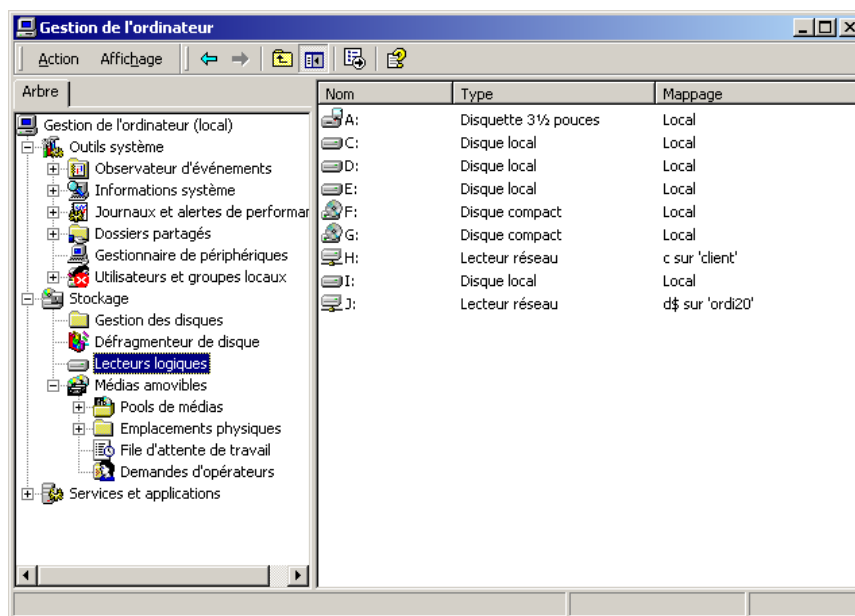 Gestion de l'ordinateur
Action Affichage
Arbre
Gestion de l'ordinateur (local)
Outils système
Observateur d'événements
Informations système
Journaux et alertes de performar
Dossiers partagés
Gestionnaire de périphériques
Utilisateurs et groupes locaux
Stockage
Gestion des disques
Défragmenteur de disque
Lecteurs logiques
Médias amovibles
Pools de médias
Emplacements physiques
File d'attente de travail
Demandes d'opérateurs
Services et applications
Nom Type Mappage
A: Disquette 3½ pouces Local
C: Disque local Local
D: Disque local Local
E: Disque local Local
F: Disque compact Local
G: Disque compact Local
H: Lecteur réseau c sur 'client'
I: Disque local Local
J: Lecteur réseau d$ sur 'ordi20'